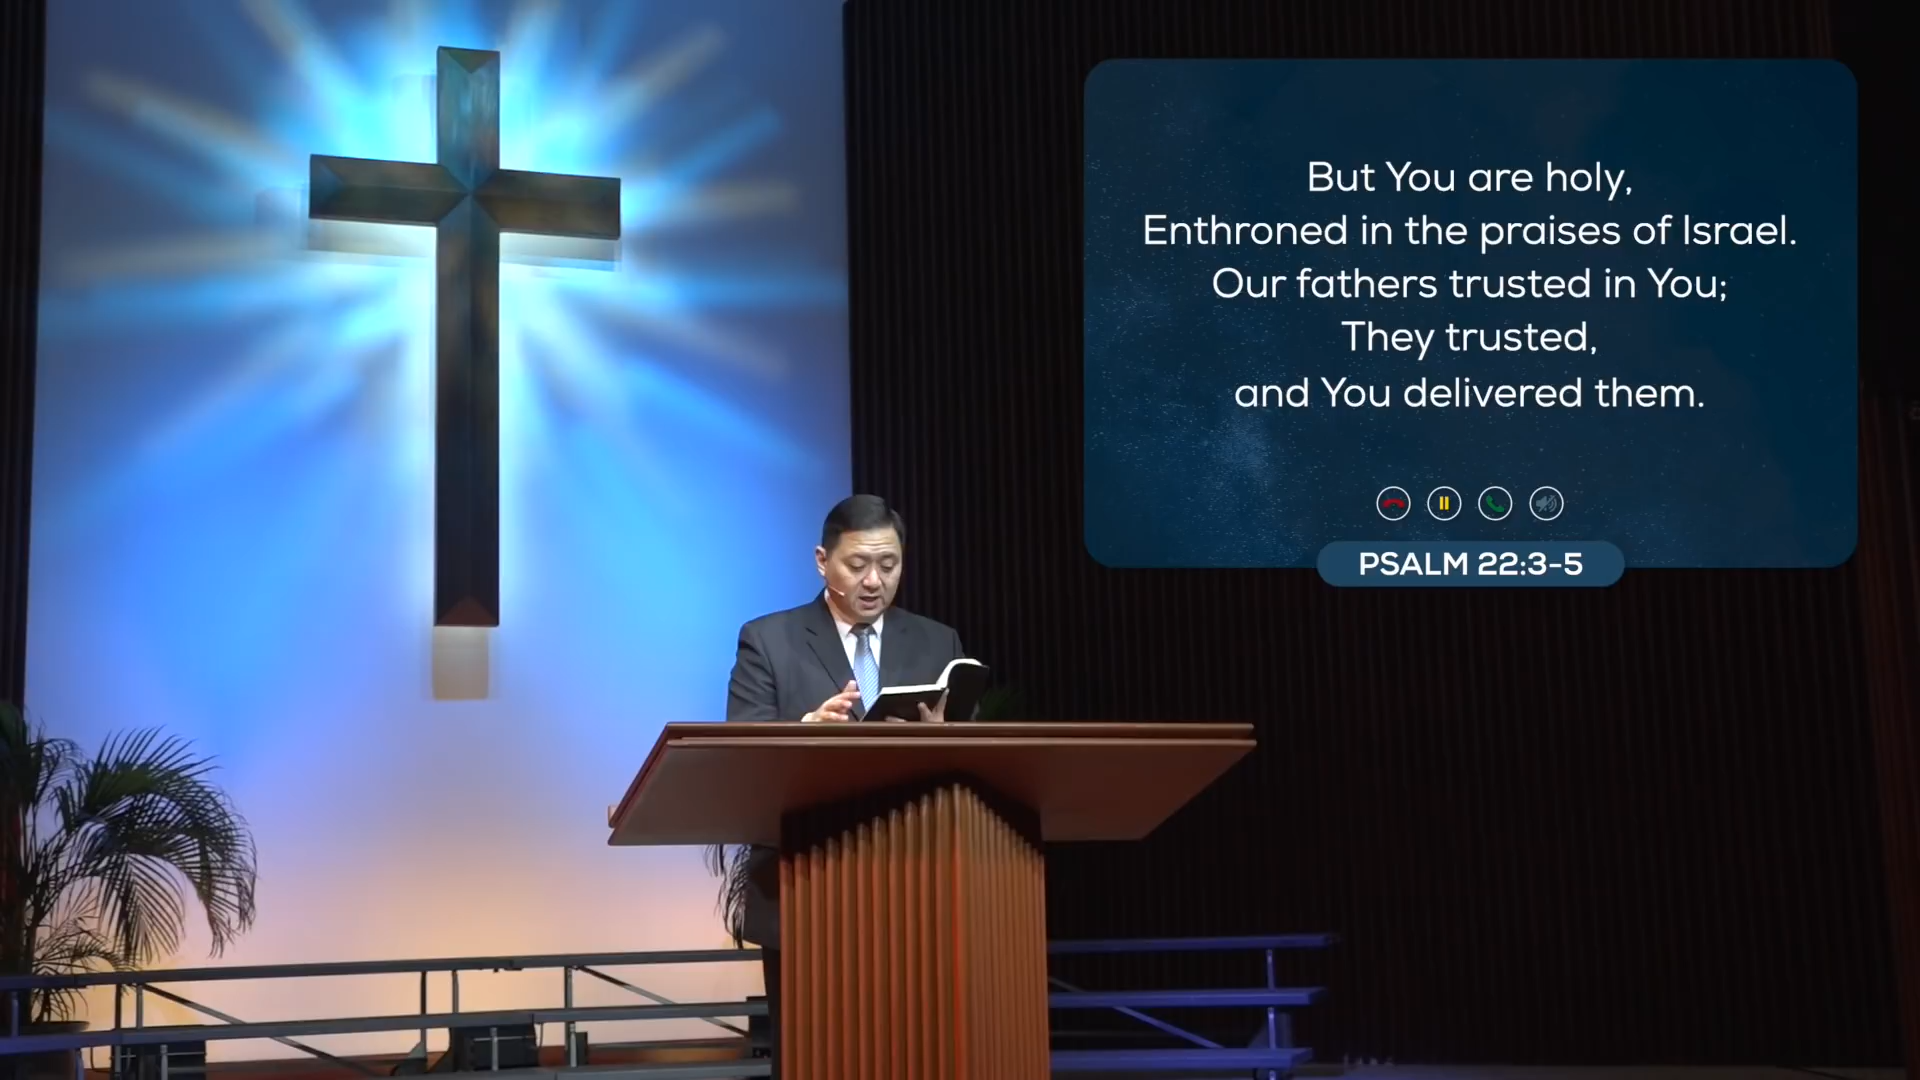 But You are holy,
Enthroned in the praises of Israel.
Our fathers trusted in You;
They trusted,
and You delivered them.
PSALM 22:3-5